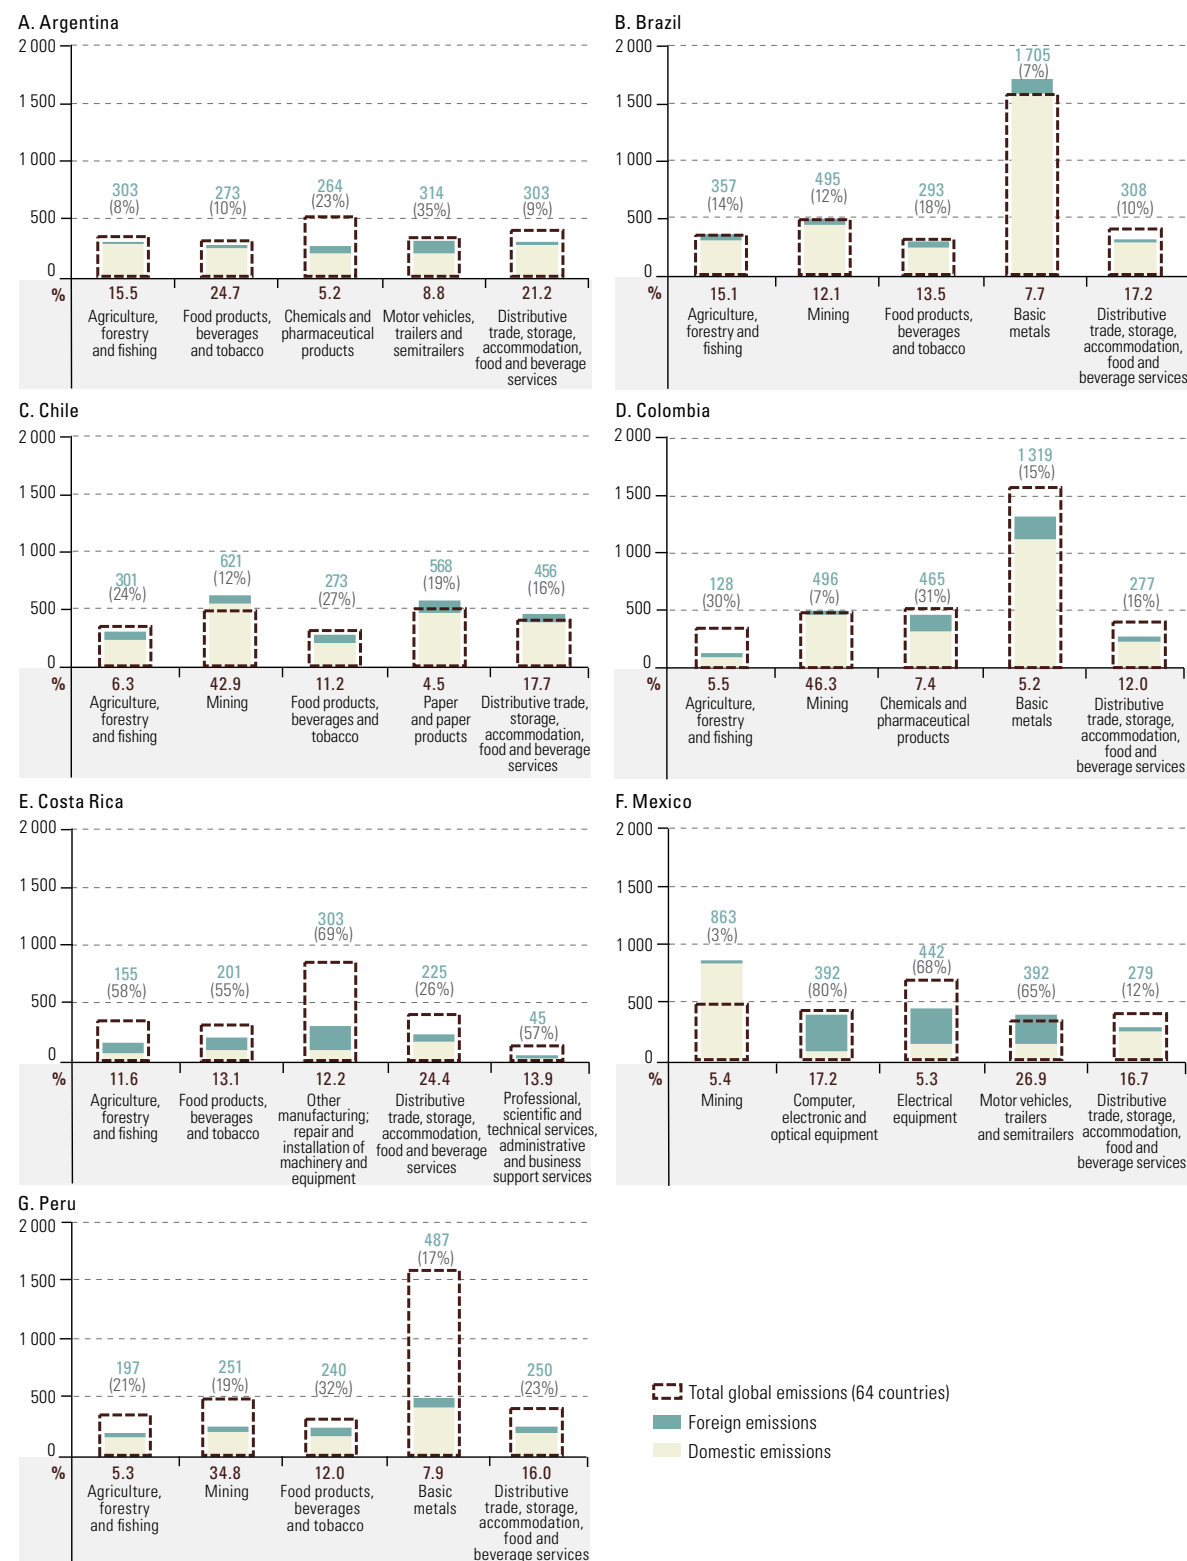 A. Argentina
2 000
1 500
1 000
500
0
303
(8%)
273
(10%)
264
(23%)
314
(35%)
303
(9%)
% 15.5 24.7 5.2 8.8 21.2
Agriculture,
forestry
and fishing
Food products,
beverages
and tobacco
Chemicals and
pharmaceutical
products
Motor vehicles,
trailers and
semitrailers
Distributive
trade, storage,
accommodation,
food and beverage
services
B. Brazil
2 000
1 500
1 000
500
0
357
(14%)
495
(12%)
293
(18%)
1 705
(7%)
308
(10%)
% 15.1 12.1 13.5 7.7 17.2
Agriculture,
forestry and
fishing
Mining
Food products,
beverages
and tobacco
Basic
metals
Distributive
trade, storage,
accommodation,
food and
beverage services
C. Chile
2 000
1 500
1 000
500
0
301
(24%)
621
(12%)
273
(27%)
568
(19%)
456
(16%)
% 6.3 42.9 11.2 4.5 17.7
Agriculture,
forestry
and fishing
Mining
Food products,
beverages and
tobacco
Paper
and paper
products
Distributive trade,
storage,
accommodation,
food and beverage
services
D. Colombia
2 000
1 500
1 000
500
0
128
(30%)
496
(7%)
465
(31%)
1 319
(15%)
277
(16%)
% 5.5 46.3 7.4 5.2 12.0
Agriculture,
forestry
and fishing
Mining
Chemicals and
pharmaceutical
products
Basic
metals
Distributive
trade, storage,
accommodation,
food and
beverage services
E. Costa Rica
2 000
1 500
1 000
500
0
155
(58%)
201
(55%)
303
(69%)
225
(26%)
45
(57%)
% 11.6 13.1 12.2 24.4 13.9
Agriculture,
forestry
and fishing
Food products,
beverages
and tobacco
Other
manufacturing;
repair and
installation of
machinery and
equipment
Distributive
trade, storage,
accommodation,
food and beverage
services
Professional,
scientific and
technical services,
administrative
and business
support services
F. Mexico
2 000
1 500
1 000
500
0
863
(3%)
392
(80%)
442
(68%)
392
(65%)
279
(12%)
% 5.4 17.2 5.3 26.9 16.7
Mining
Computer,
electronic and
optical equipment
Electrical
equipment
Motor vehicles,
trailers
and semitrailers
Distributive
trade, storage,
accommodation,
food and
beverage services
G. Peru
2 000
1 500
1 000
500
0
197
(21%)
251
(19%)
240
(32%)
487
(17%)
250
(23%)
% 5.3 34.8 12.0 7.9 16.0
Agriculture,
forestry
and fishing
Mining
Food products,
beverages
and tobacco
Basic
metals
Distributive
trade, storage,
accommodation,
food and
beverage services
Total global emissions (64 countries)
Foreign emissions
Domestic emissions